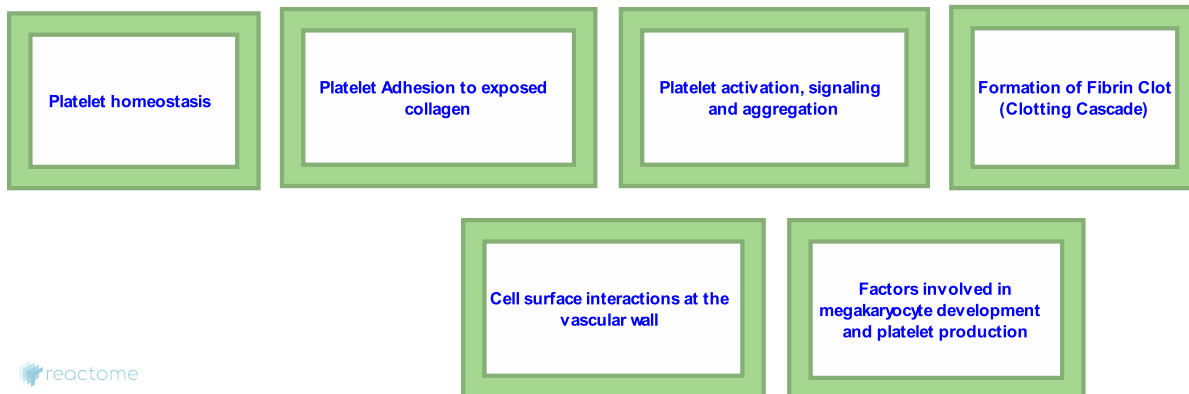 Platelet homeostasis
Platelet Adhesion to exposed
collagen
Platelet activation, signaling
and aggregation
Formation of Fibrin Clot
(Clotting Cascade)
Cell surface interactions at the
vascular wall
Factors involved in
megakaryocyte development
and platelet production
reactome